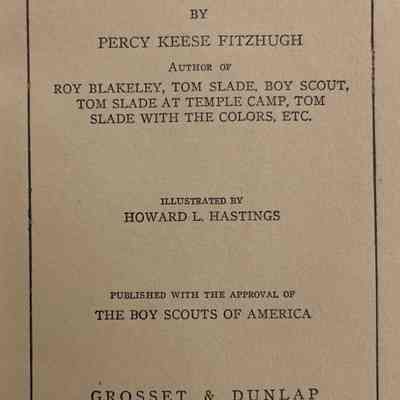 BY
PERCY KEESE FITZHUGH
AUTHOR OF
ROY BLAKELEY, TOM SLADE, BOY SCOUT,
TOM SLADE AT TEMPLE CAMP, TOM
SLADE WITH THE COLORS, ETC.
ILLUSTRATED BY
HOWARD L. HASTINGS
PUBLISHED WITH THE APPROVAL OF
THE BOY SCOUTS OF AMERICA
GROSSET & DUNLAP